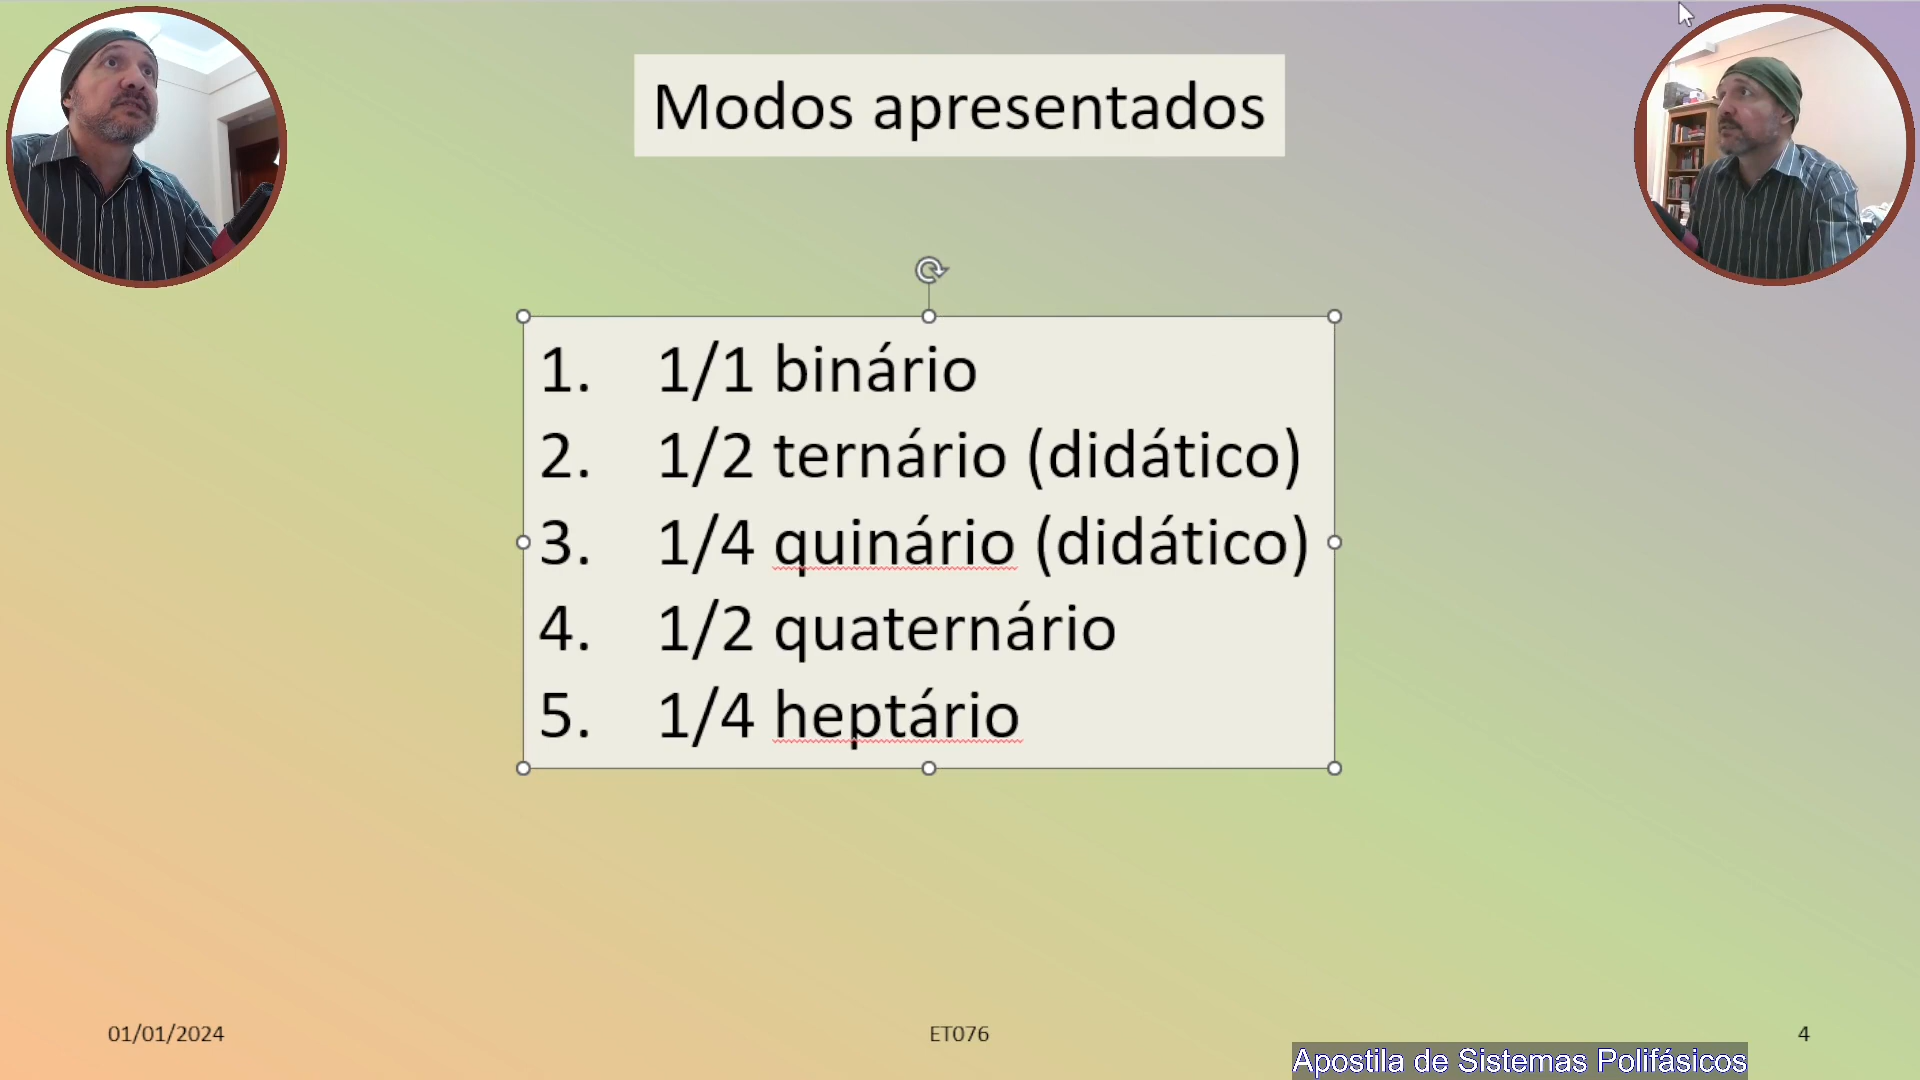 Modos apresentados
1. 1/1 binário
2. 1/2 ternário (didático)
3. 1/4 quinário (didático)
4. 1/2 quaternário
5. 1/4 heptário
01/01/2024
ET076
4
Apostila de Sistemas Polifásicos